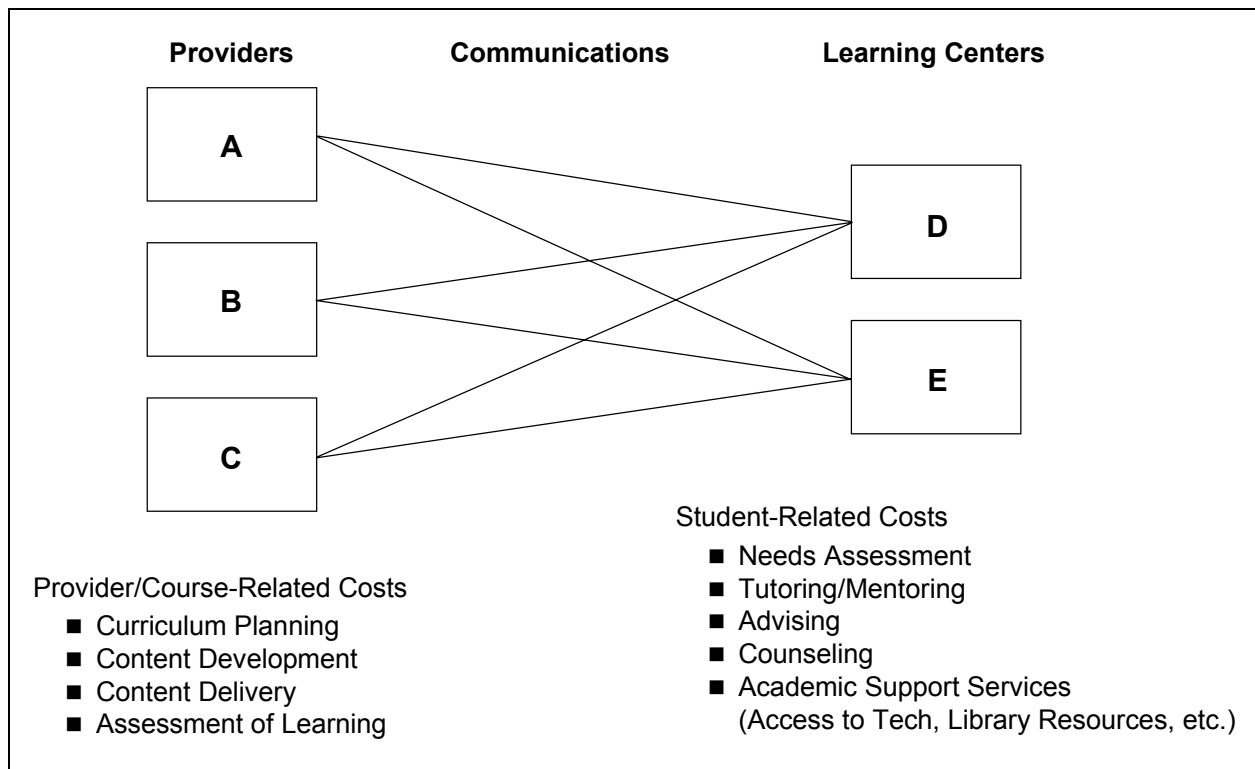 Providers Communications Learning Centers
A
D
B
E
C
Student-Related Costs
■ Needs Assessment
■ Tutoring/Mentoring
■ Advising
■ Counseling
■ Academic Support Services
(Access to Tech, Library Resources, etc.)
Provider/Course-Related Costs
■ Curriculum Planning
■ Content Development
■ Content Delivery
■ Assessment of Learning